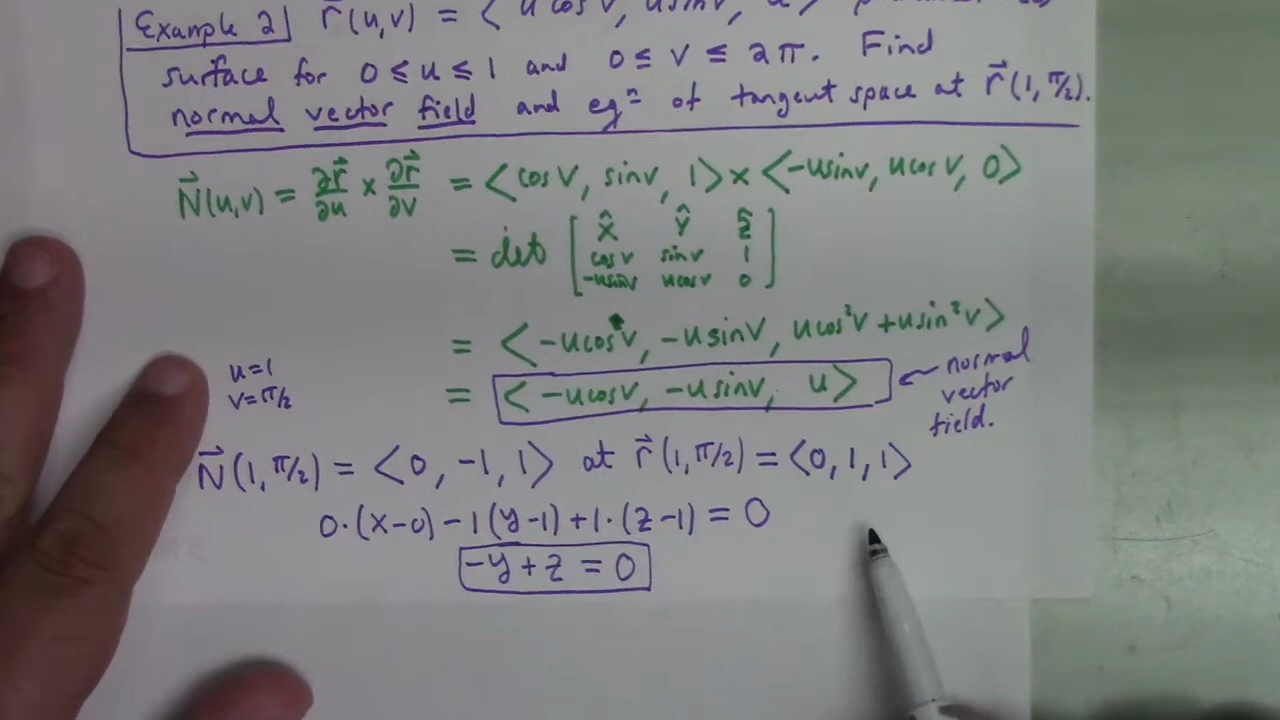 Example 2 r⃗(u,v) = < u cos v, u sin v, u >
surface for 0 ≤ u ≤ 1 and 0 ≤ v ≤ 2π. Find
normal vector field and eqⁿ of tangent space at r⃗(1, π/2).
N⃗(u,v) = ∂r⃗/∂u × ∂r⃗/∂v = <cos v, sin v, 1> × <-u sin v, u cos v, 0>
= det [ x̂ ŷ ẑ
cos v sin v 1
-u sin v u cos v 0 ]
= < -u cos v, -u sin v, u cos² v + u sin² v >
= < -u cos v, -u sin v, u >
normal
vector
field.
u=1
v=π/2
N⃗(1, π/2) = <0, -1, 1> at r⃗(1, π/2) = <0, 1, 1>
0·(x-0) -1(y-1) +1·(z-1) = 0
-y+z = 0